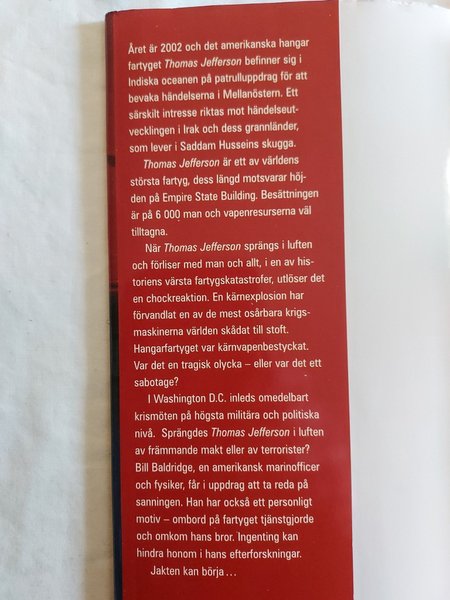 Året är 2002 och det amerikanska hangar
fartyget Thomas Jefferson befinner sig i
Indiska oceanen på patrulluppdrag för att
bevaka händelserna i Mellanöstern. Ett
särskilt intresse riktas mot händelseut-
vecklingen i Irak och dess grannländer,
som lever i Saddam Husseins skugga.
Thomas Jefferson är ett av världens
största fartyg, dess längd motsvarar höj-
den på Empire State Building. Besättningen
är på 6 000 man och vapenresurserna väl
tilltagna.
När Thomas Jefferson sprängs i luften
och förliser med man och allt, i en av his-
toriens värsta fartygskatastrofer, utlöser det
en chockreaktion. En kärnexplosion har
förvandlat en av de mest osårbara krigs-
maskinerna världen skådat till stoft.
Hangarfartyget var kärnvapenbestyckat.
Var det en tragisk olycka – eller var det ett
sabotage?
I Washington D.C. inleds omedelbart
krismöten på högsta militära och politiska
nivå. Sprängdes Thomas Jefferson i luften
av främmande makt eller av terrorister?
Bill Baldridge, en amerikansk marinofficer
och fysiker, får i uppdrag att ta reda på
sanningen. Han har också ett personligt
motiv – ombord på fartyget tjänstgjorde
och omkom hans bror. Ingenting kan
hindra honom i hans efterforskningar.
Jakten kan börja…